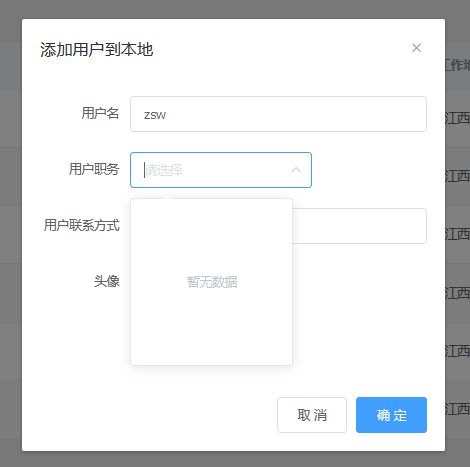 添加用户到本地
工作地
用户名
zsw
江西
用户职务
请选择
江西
用户联系方式
江西
头像
暂无数据
江西
江西
取 消
确 定
江西